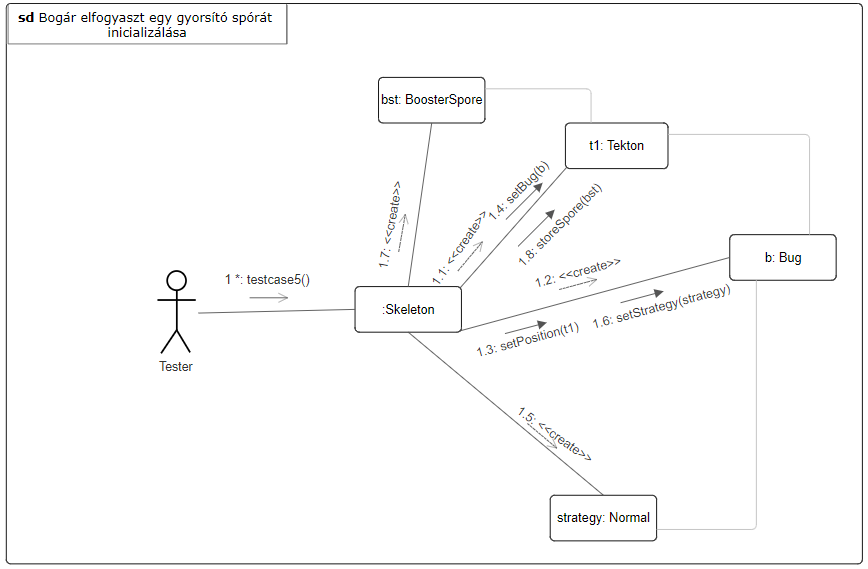 sd Bogár elfogyaszt egy gyorsító spórát
inicializálása
bst: BoosterSpore
t1: Tekton
1.4: setBug(b)
1.7: <<create>>
1.1: <<create>>
1.8: storeSpore(bst)
b: Bug
1 *: testcase5()
1.2: <<create>>
:Skeleton
1.6: setStrategy(strategy)
1.3: setPosition(t1)
Tester
1.5: <<create>>
strategy: Normal